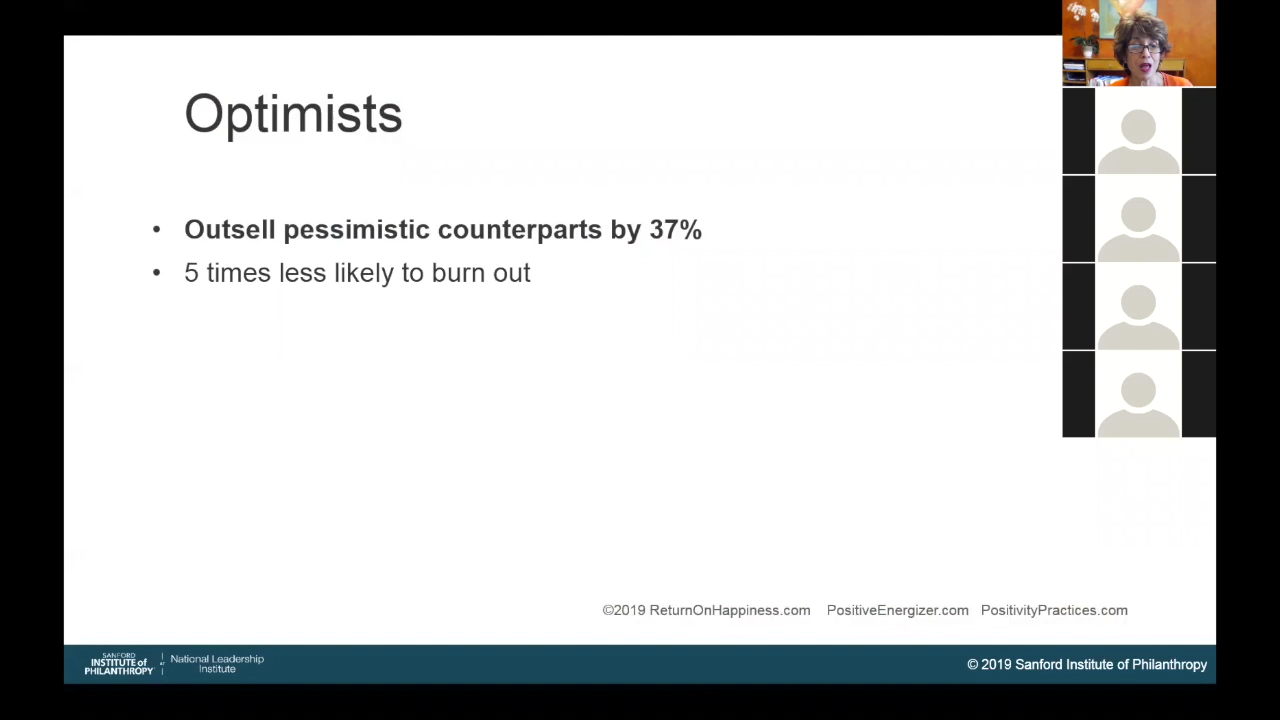 Optimists
• Outsell pessimistic counterparts by 37%
• 5 times less likely to burn out
©2019 ReturnOnHappiness.com PositiveEnergizer.com PositivityPractices.com
SANFORD
INSTITUTE of
PHILANTHROPY
AT
National Leadership
Institute
© 2019 Sanford Institute of Philanthropy